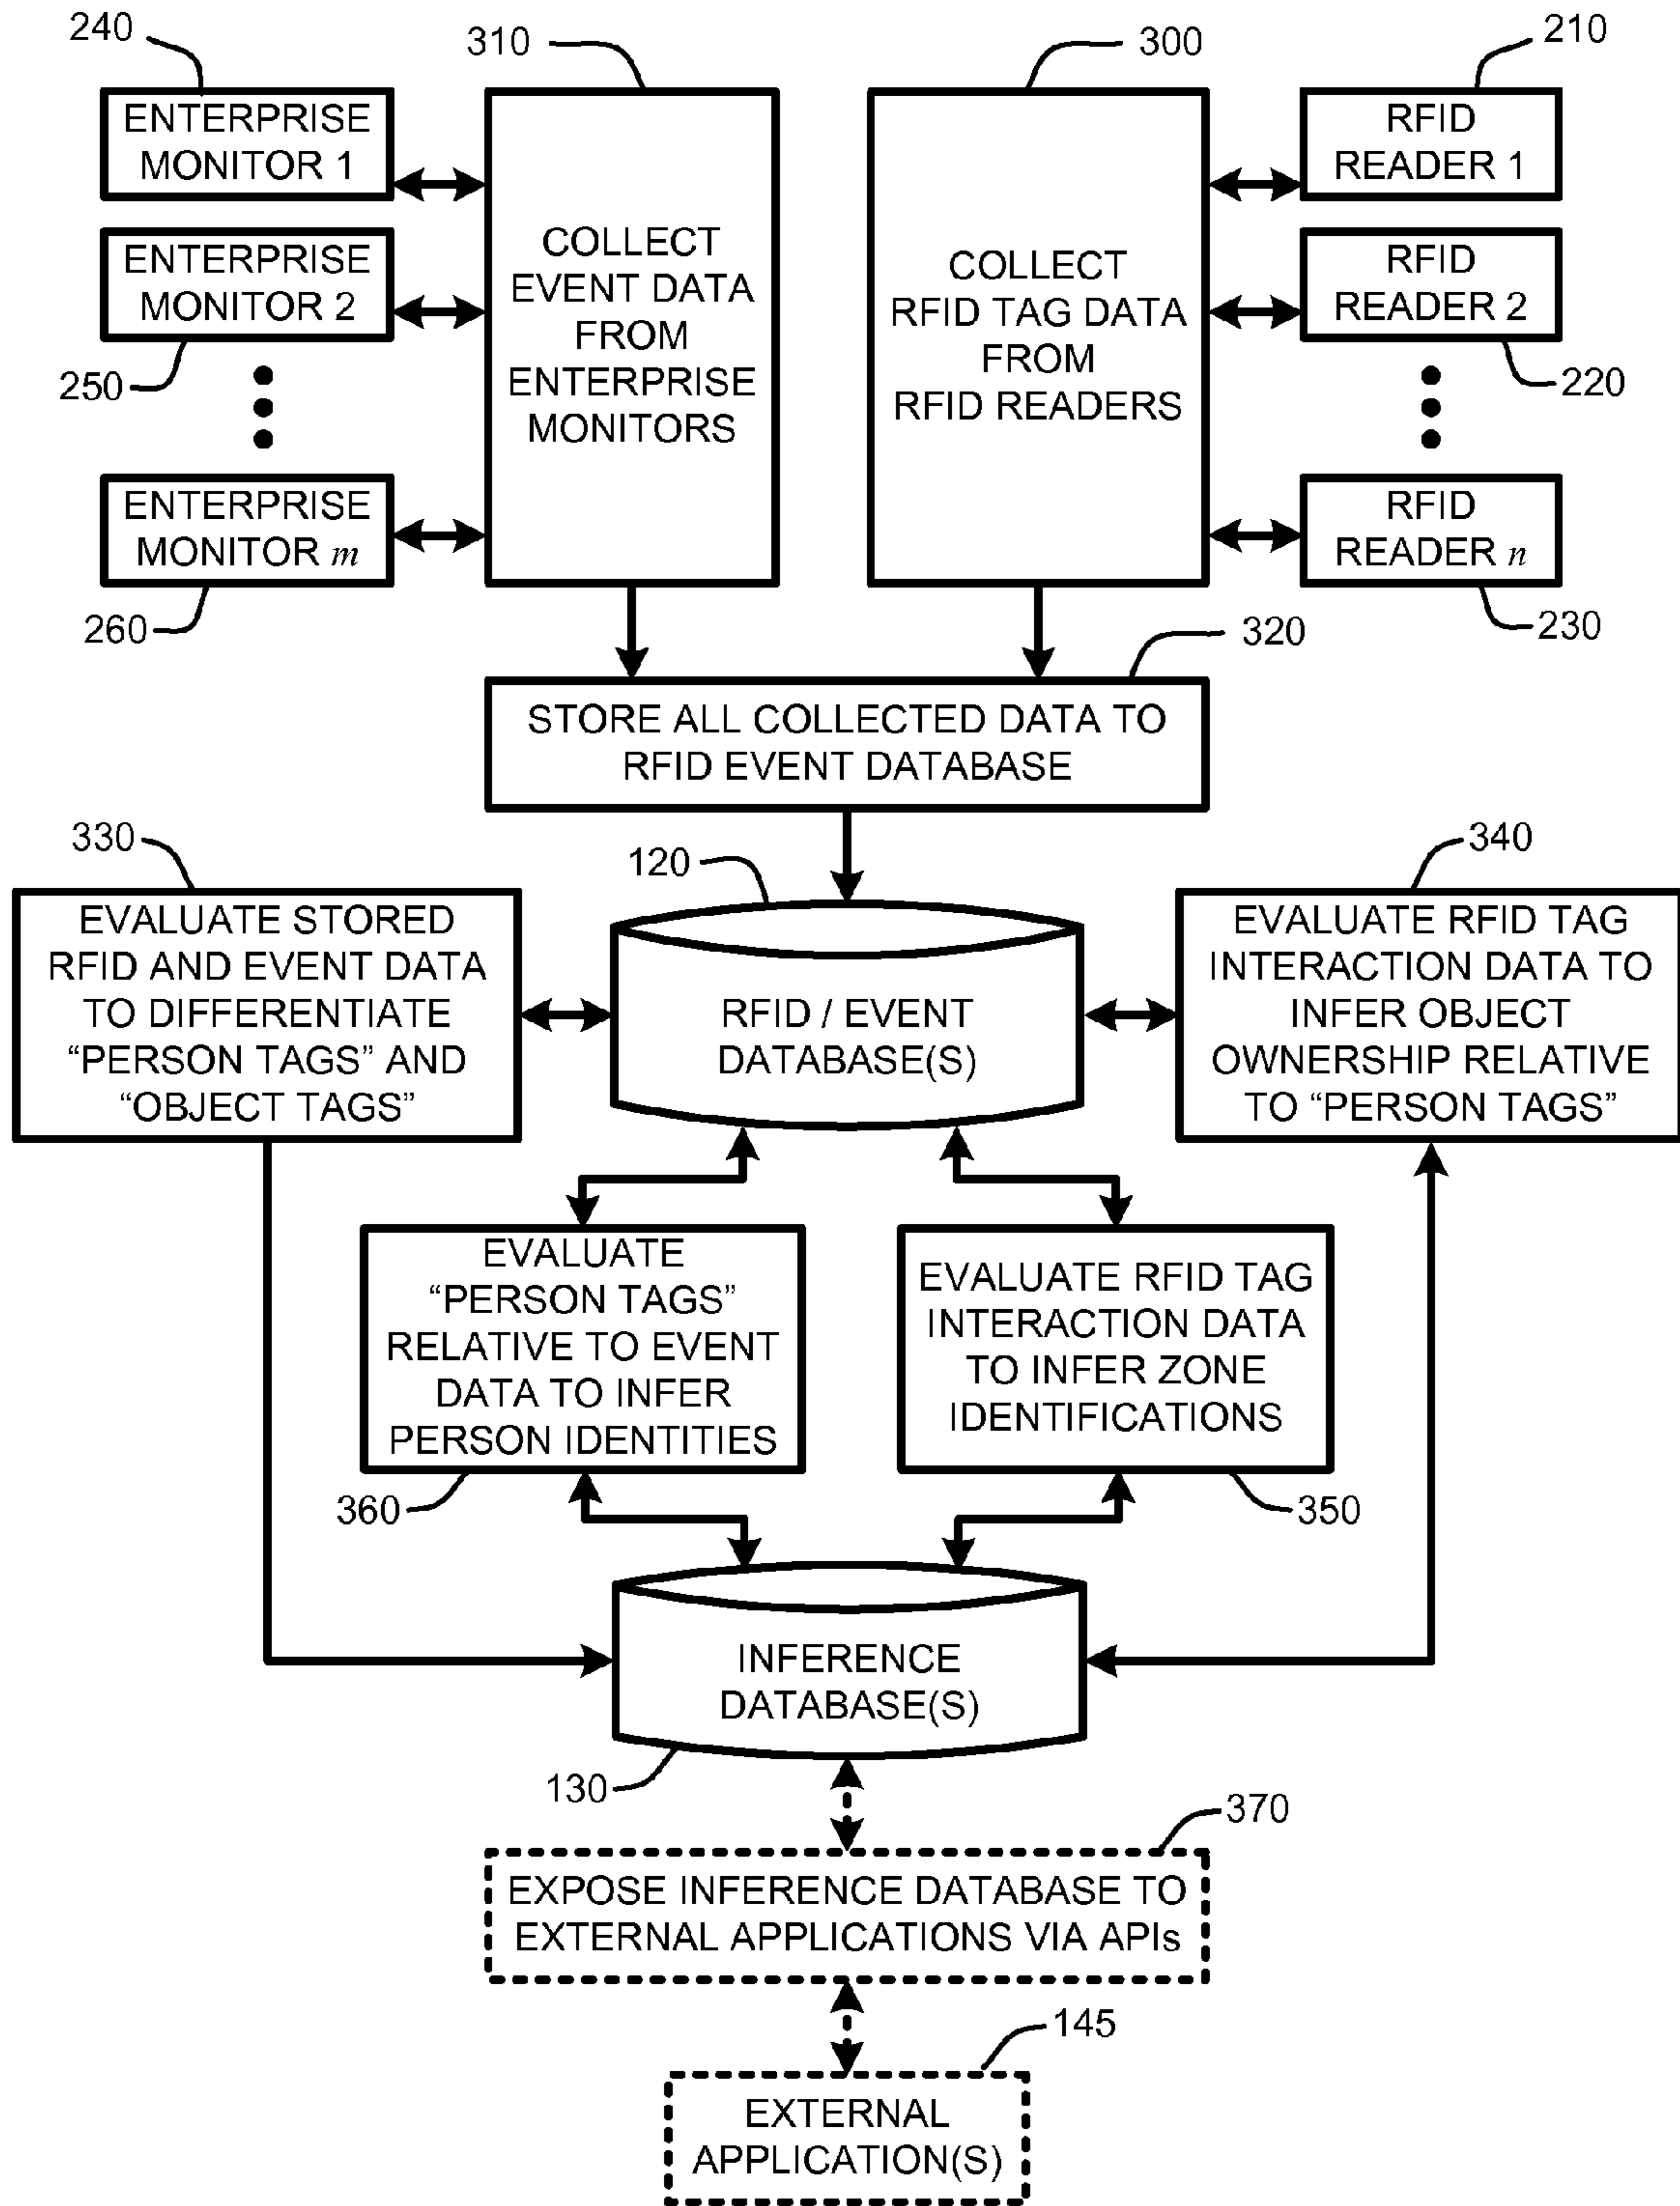 240
310
300
210
ENTERPRISE
MONITOR 1
COLLECT
EVENT DATA
FROM
ENTERPRISE
MONITORS
COLLECT
RFID TAG DATA
FROM
RFID READERS
RFID
READER 1
ENTERPRISE
MONITOR 2
RFID
READER 2
250
220
ENTERPRISE
MONITOR m
RFID
READER n
260
230
320
STORE ALL COLLECTED DATA TO
RFID EVENT DATABASE
330
120
340
EVALUATE STORED
RFID AND EVENT DATA
TO DIFFERENTIATE
“PERSON TAGS” AND
“OBJECT TAGS”
RFID / EVENT
DATABASE(S)
EVALUATE RFID TAG
INTERACTION DATA TO
INFER OBJECT
OWNERSHIP RELATIVE
TO “PERSON TAGS”
EVALUATE
“PERSON TAGS”
RELATIVE TO EVENT
DATA TO INFER
PERSON IDENTITIES
EVALUATE RFID TAG
INTERACTION DATA
TO INFER ZONE
IDENTIFICATIONS
360
350
INFERENCE
DATABASE(S)
130
370
EXPOSE INFERENCE DATABASE TO
EXTERNAL APPLICATIONS VIA APIs
145
EXTERNAL
APPLICATION(S)